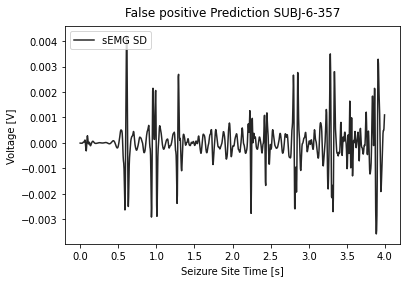 False positive Prediction SUBJ-6-357
sEMG SD
0.004
0.003
0.002
0.001
0.000
−0.001
−0.002
−0.003
Voltage [V]
0.0 0.5 1.0 1.5 2.0 2.5 3.0 3.5 4.0
Seizure Site Time [s]